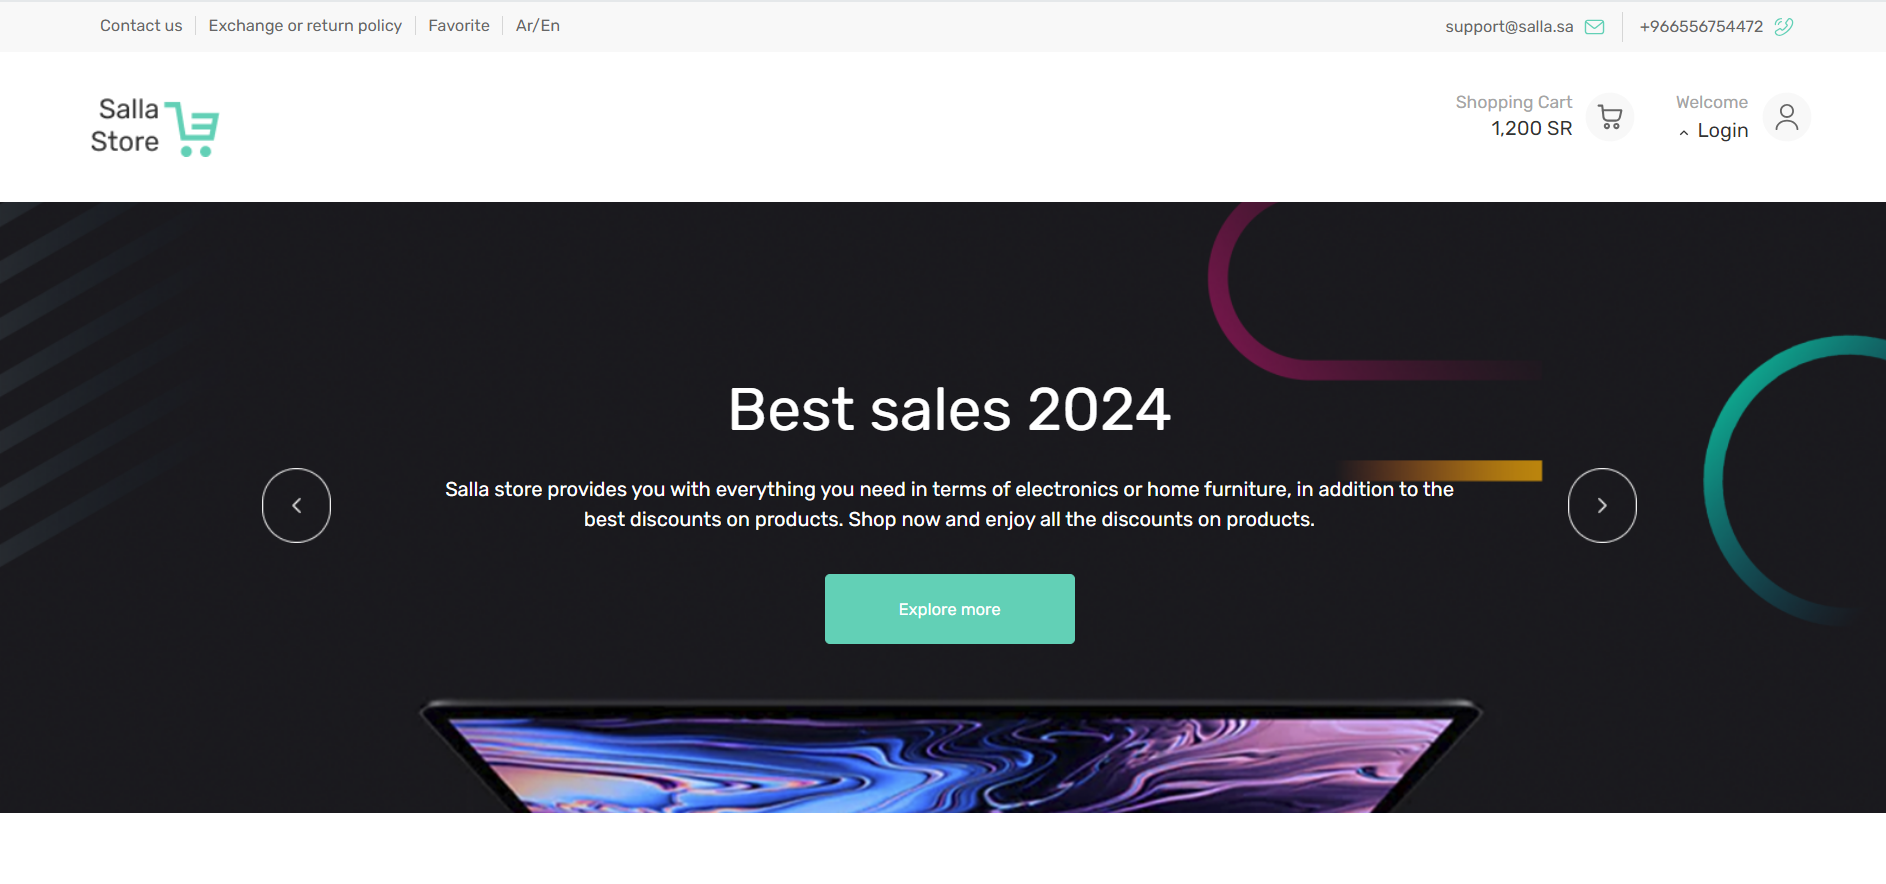 Contact us
Exchange or return policy
Favorite
Ar/En
support@salla.sa
+966556754472
Salla
Store
Shopping Cart
1,200 SR
Welcome
Login
Best sales 2024
Salla store provides you with everything you need in terms of electronics or home furniture, in addition to the
best discounts on products. Shop now and enjoy all the discounts on products.
Explore more